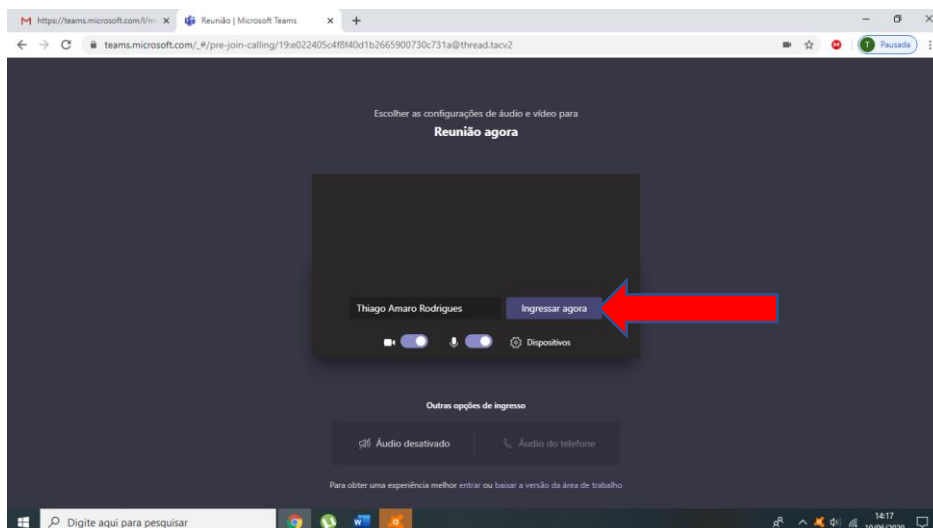 https://teams.microsoft.com/l/m
Reunião | Microsoft Teams
teams.microsoft.com/_#/pre-join-calling/19:e022405c4f8f40d1b2665900730c731a@thread.tacv2
T Pausada
Escolher as configurações de áudio e vídeo para
Reunião agora
Thiago Amaro Rodrigues
Ingressar agora
Dispositivos
Outras opções de ingresso
Áudio desativado
Áudio do telefone
Para obter uma experiência melhor entrar ou baixar a versão da área de trabalho
Digite aqui para pesquisar
14:17
10/06/2020